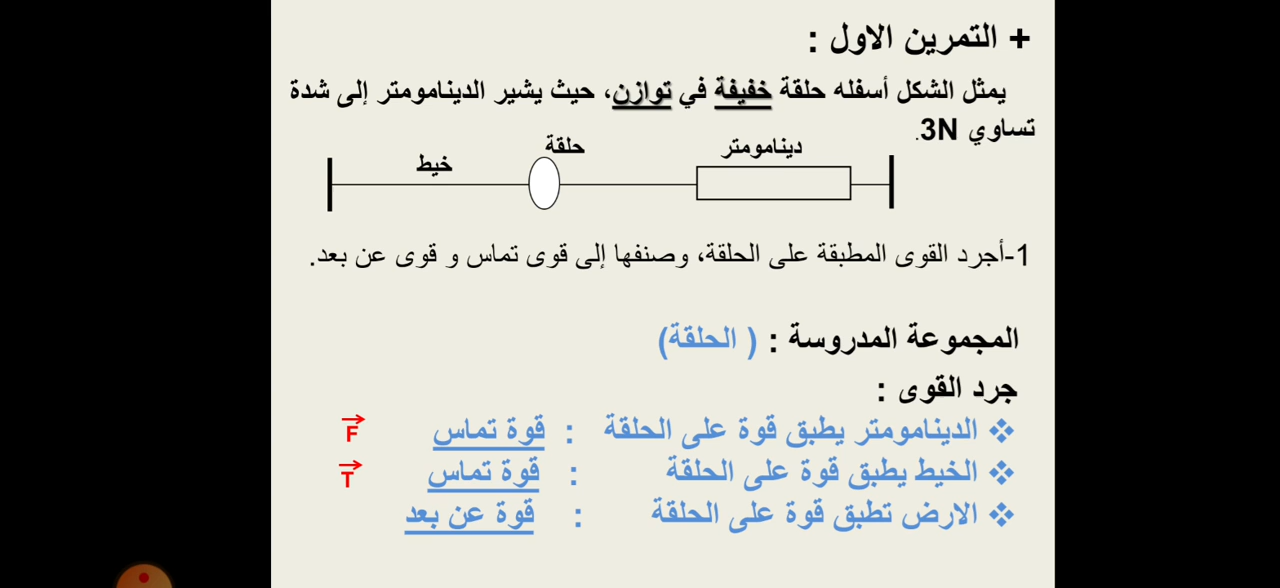 + التمرين الاول :
يمثل الشكل أسفله حلقة خفيفة في توازن، حيث يشير الدينامومتر إلى شدة
تساوي 3N.
دينامومتر
حلقة
خيط
1-أجرد القوى المطبقة على الحلقة، وصنفها إلى قوى تماس و قوى عن بعد.
المجموعة المدروسة : ( الحلقة)
جرد القوى :
❖ الدينامومتر يطبق قوة على الحلقة : قوة تماس F
❖ الخيط يطبق قوة على الحلقة : قوة تماس T
❖ الارض تطبق قوة على الحلقة : قوة عن بعد